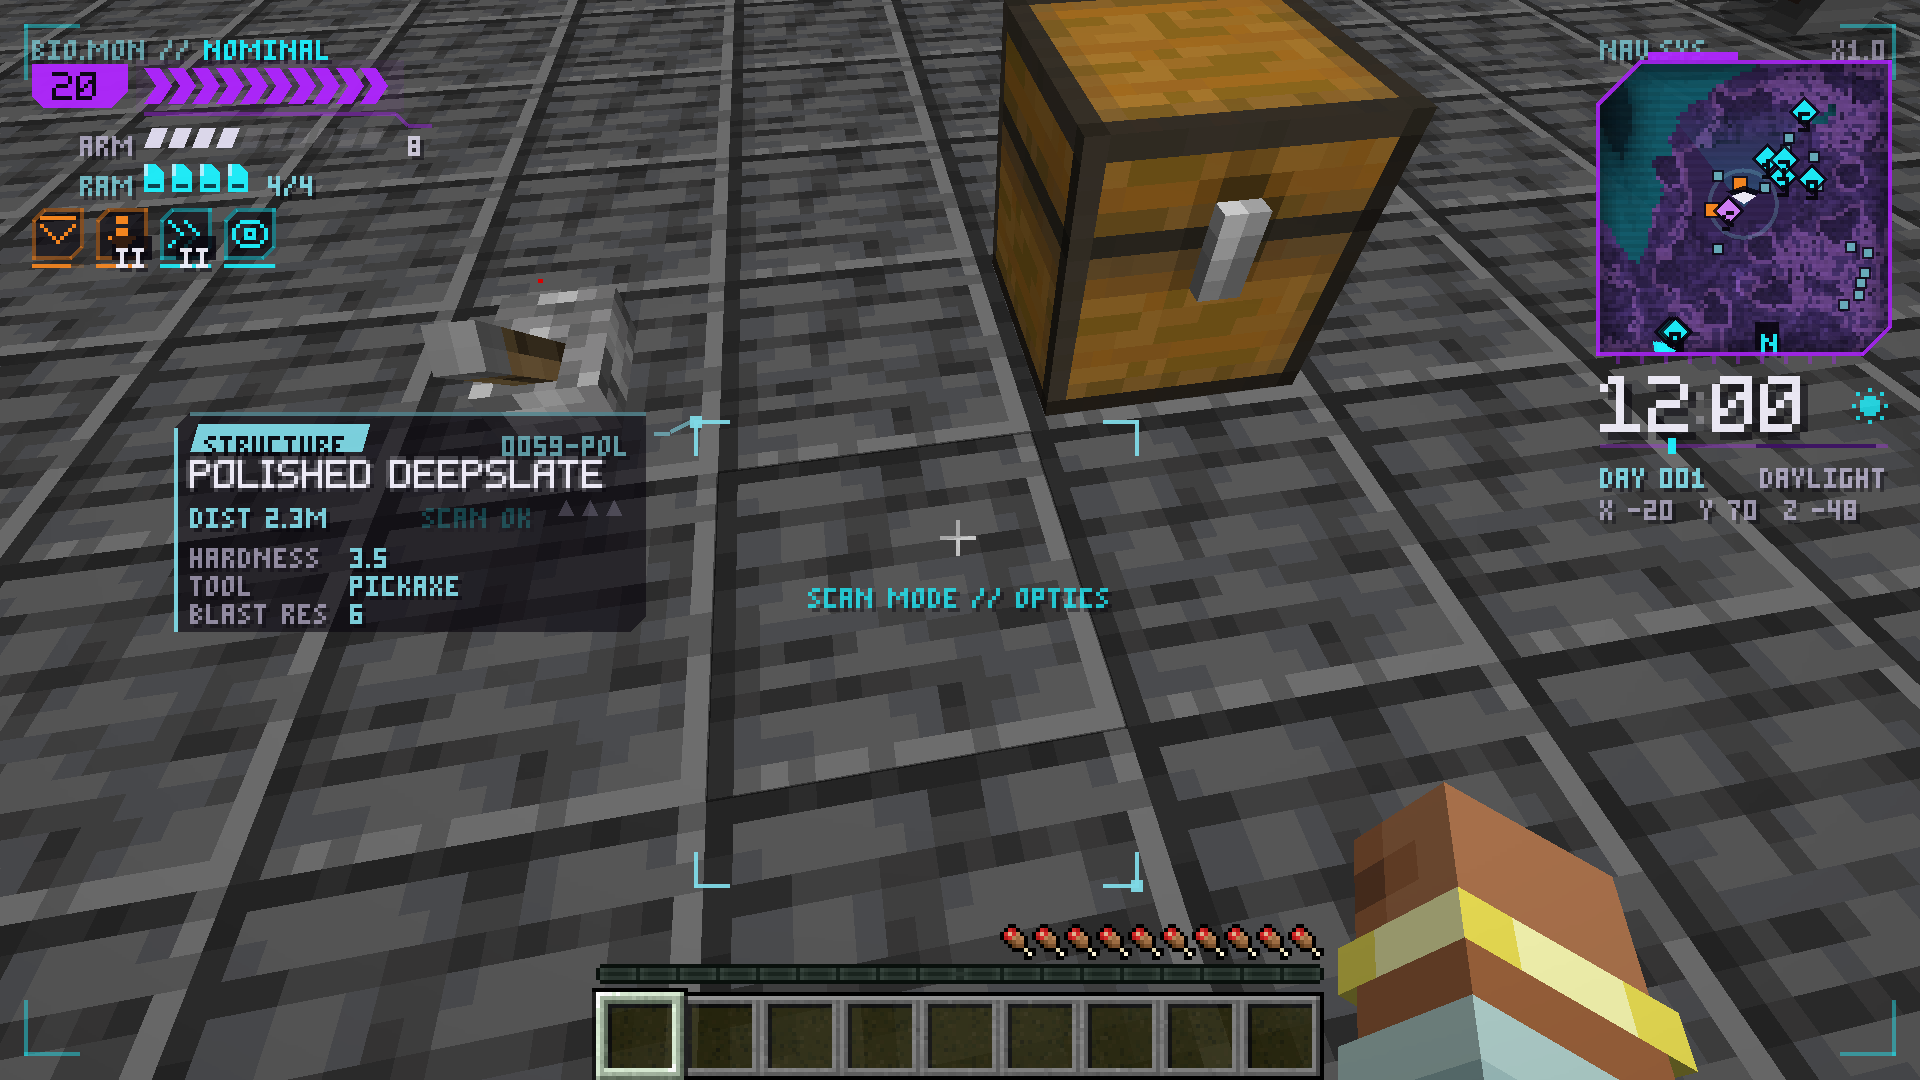 BIO.MON // NOMINAL
20
ARM 8
RAM 4/4
II II
STRUCTURE 0059-POL
POLISHED DEEPSLATE
DIST 2.3M SCAN OK
HARDNESS 3.5
TOOL PICKAXE
BLAST RES 6
SCAN MODE // OPTICS
NAV.SYS X1.0
N
12:00
DAY 001 DAYLIGHT
X -20 Y 70 Z -48